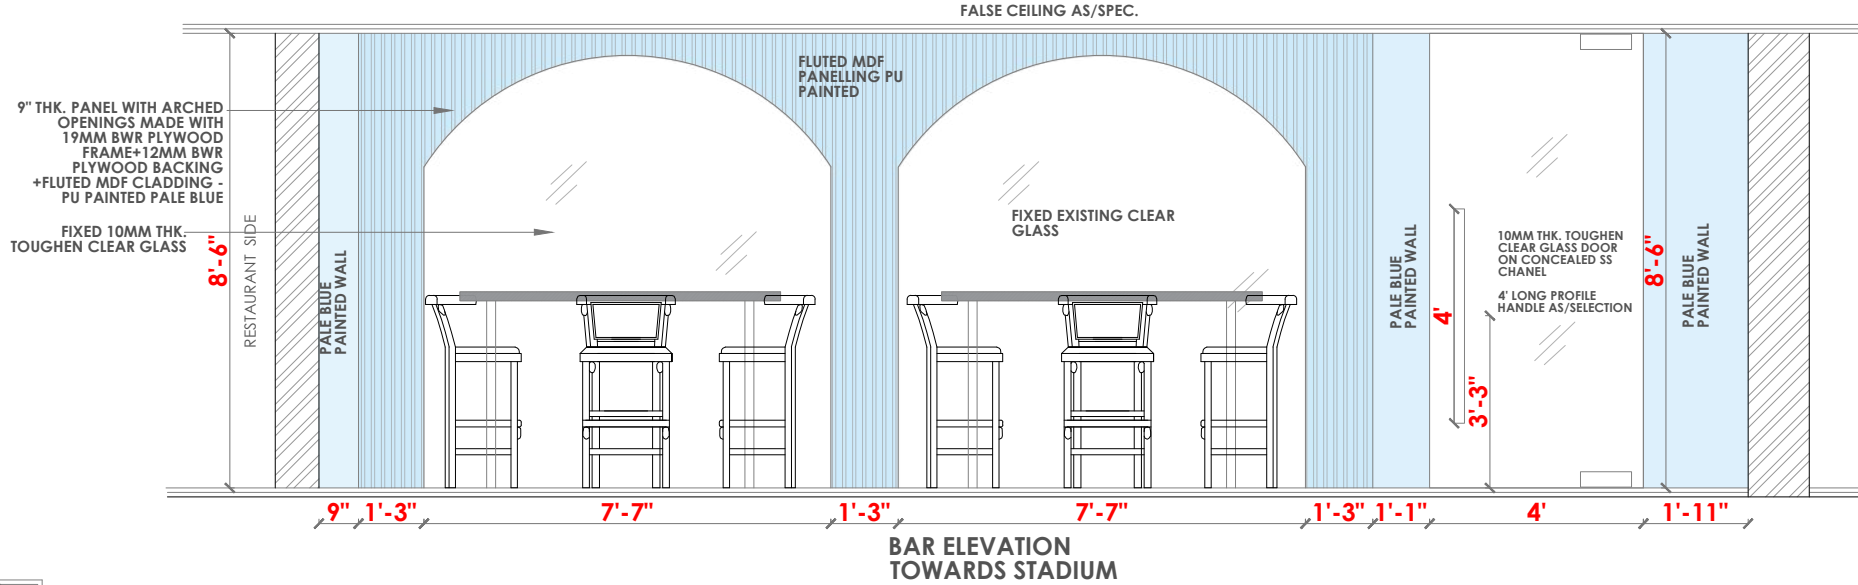 FALSE CEILING AS/SPEC.
FLUTED MDF
PANELLING PU
PAINTED
9" THK. PANEL WITH ARCHED
OPENINGS MADE WITH
19MM BWR PLYWOOD
FRAME+12MM BWR
PLYWOOD BACKING
+FLUTED MDF CLADDING -
PU PAINTED PALE BLUE
FIXED 10MM THK.
TOUGHEN CLEAR GLASS
8'-6"
RESTAURANT SIDE
PALE BLUE
PAINTED WALL
FIXED EXISTING CLEAR
GLASS
PALE BLUE
PAINTED WALL
4'
3'-3"
10MM THK. TOUGHEN
CLEAR GLASS DOOR
ON CONCEALED SS
CHANEL
4' LONG PROFILE
HANDLE AS/SELECTION
8'-6"
PALE BLUE
PAINTED WALL
9"
1'-3"
7'-7"
1'-3"
7'-7"
1'-3"
1'-1"
4'
1'-11"
BAR ELEVATION
TOWARDS STADIUM